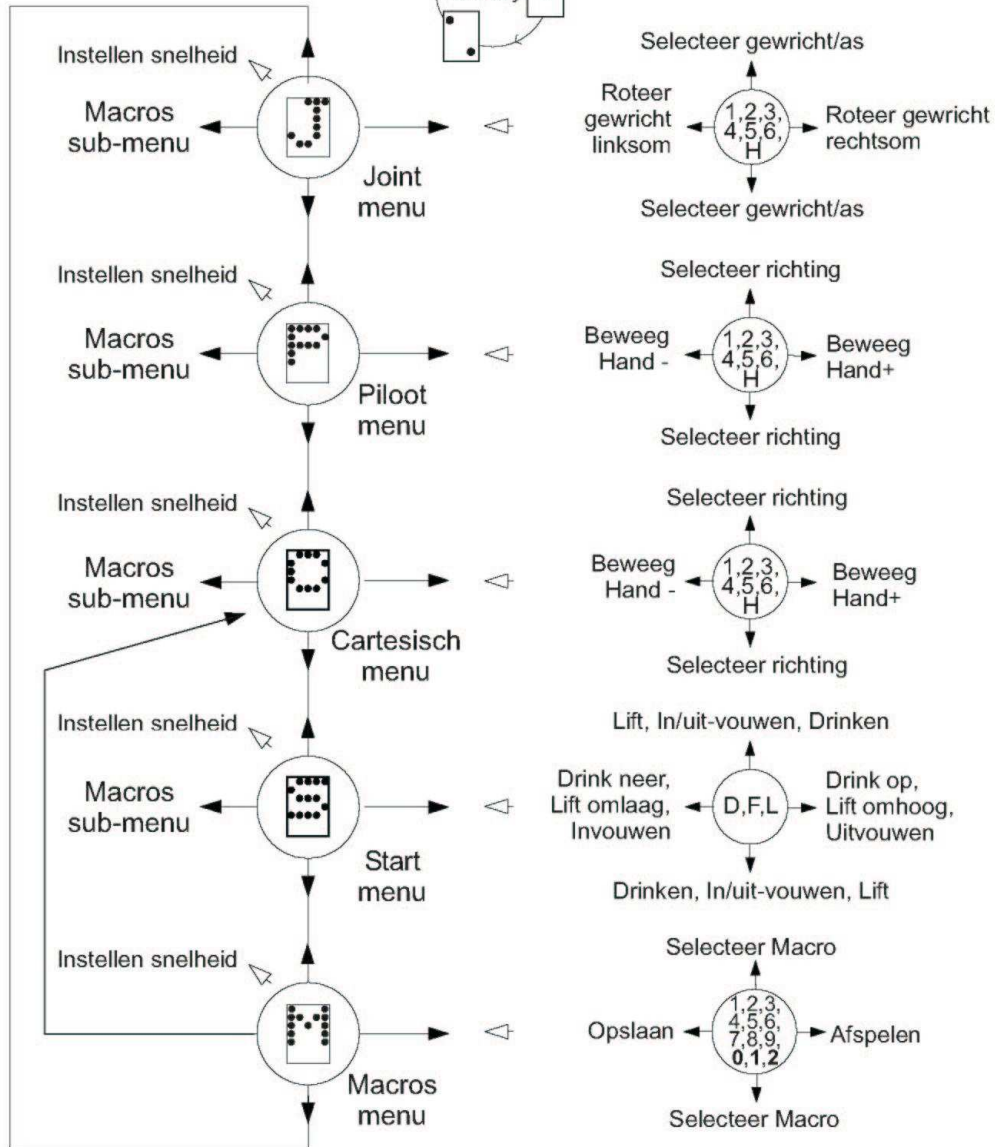 Instellen snelheid
Macros
sub-menu
Joint
menu
Selecteer gewricht/as
Roteer
gewricht
linksom
1,2,3,
4,5,6,
H
Roteer gewricht
rechtsom
Selecteer gewricht/as
Instellen snelheid
Macros
sub-menu
Piloot
menu
Selecteer richting
Beweeg
Hand -
1,2,3,
4,5,6,
H
Beweeg
Hand+
Selecteer richting
Instellen snelheid
Macros
sub-menu
Cartesisch
menu
Selecteer richting
Beweeg
Hand -
1,2,3,
4,5,6,
H
Beweeg
Hand+
Selecteer richting
Instellen snelheid
Macros
sub-menu
Start
menu
Lift, In/uit-vouwen, Drinken
Drink neer,
Lift omlaag,
Invouwen
D,F,L
Drink op,
Lift omhoog,
Uitvouwen
Drinken, In/uit-vouwen, Lift
Instellen snelheid
Macros
menu
Selecteer Macro
Opslaan
1,2,3,
4,5,6,
7,8,9,
0,1,2
Afspelen
Selecteer Macro